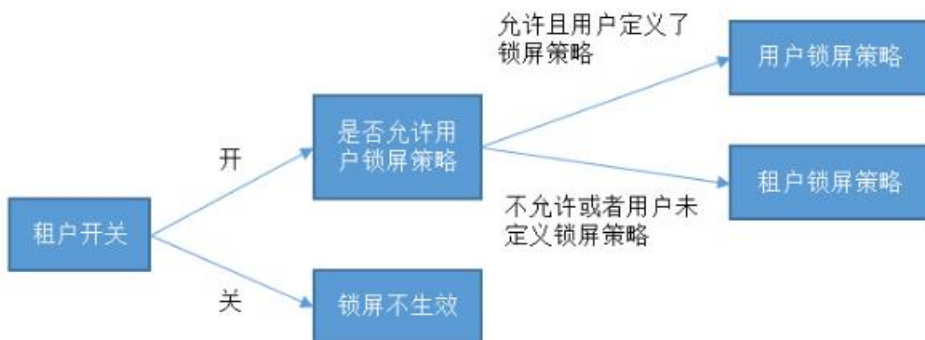 允许且用户定义了
锁屏策略
用户锁屏策略
是否允许用
户锁屏策略
开
租户锁屏策略
不允许或者用户未
定义锁屏策略
租户开关
关
锁屏不生效